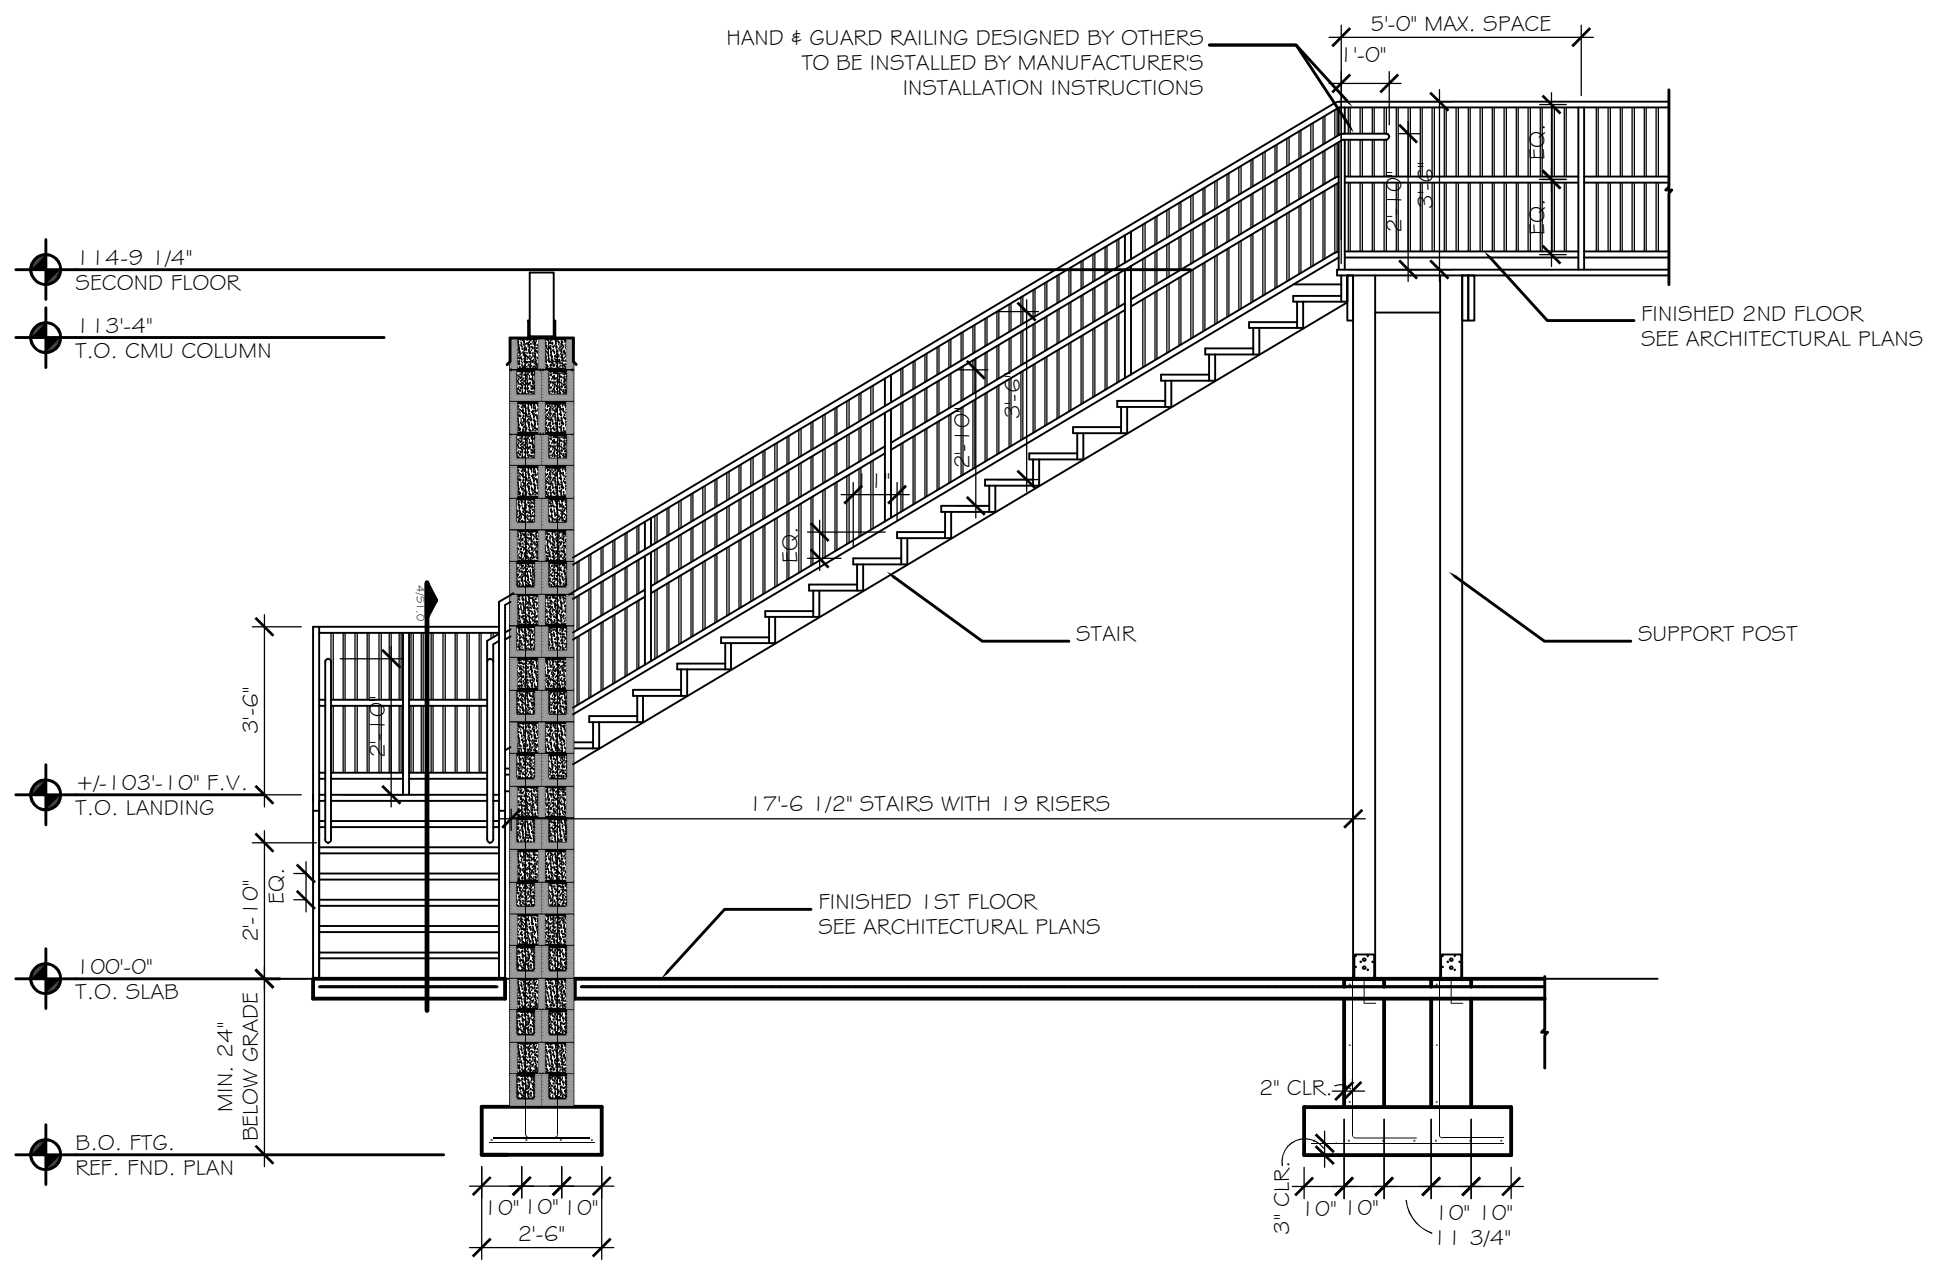 5'-0" MAX. SPACE
1'-0"
HAND & GUARD RAILING DESIGNED BY OTHERS
TO BE INSTALLED BY MANUFACTURER'S
INSTALLATION INSTRUCTIONS
EQ.
EQ.
2'-10"
3'-6"
114-9 1/4"
SECOND FLOOR
113'-4"
T.O. CMU COLUMN
FINISHED 2ND FLOOR
SEE ARCHITECTURAL PLANS
3'-6"
2'-10"
EQ.
4/S1.0
STAIR
SUPPORT POST
3'-6"
2'-10"
+/-103'-10" F.V.
T.O. LANDING
17'-6 1/2" STAIRS WITH 19 RISERS
EQ.
2'-10"
FINISHED 1ST FLOOR
SEE ARCHITECTURAL PLANS
100'-0"
T.O. SLAB
MIN. 24"
BELOW GRADE
2" CLR.
B.O. FTG.
REF. FND. PLAN
3" CLR.
10" 10" 10"
2'-6"
10" 10"
10" 10"
11 3/4"